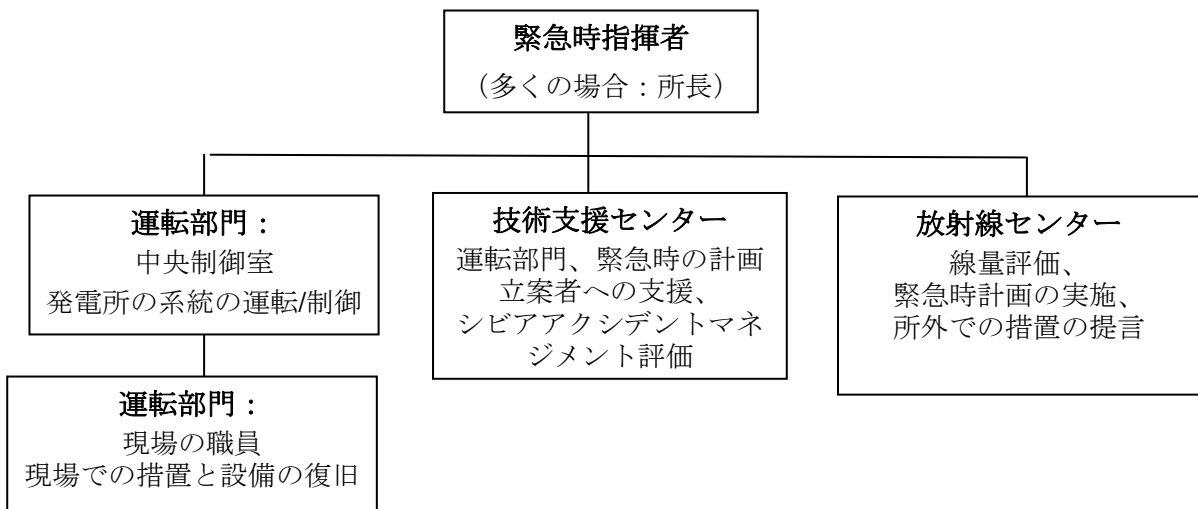 緊急時指揮者
（多くの場合：所長）
運転部門：
中央制御室
発電所の系統の運転/制御
技術支援センター
運転部門、緊急時の計画
立案者への支援、
シビアアクシデントマネ
ジメント評価
放射線センター
線量評価、
緊急時計画の実施、
所外での措置の提言
運転部門：
現場の職員
現場での措置と設備の復旧